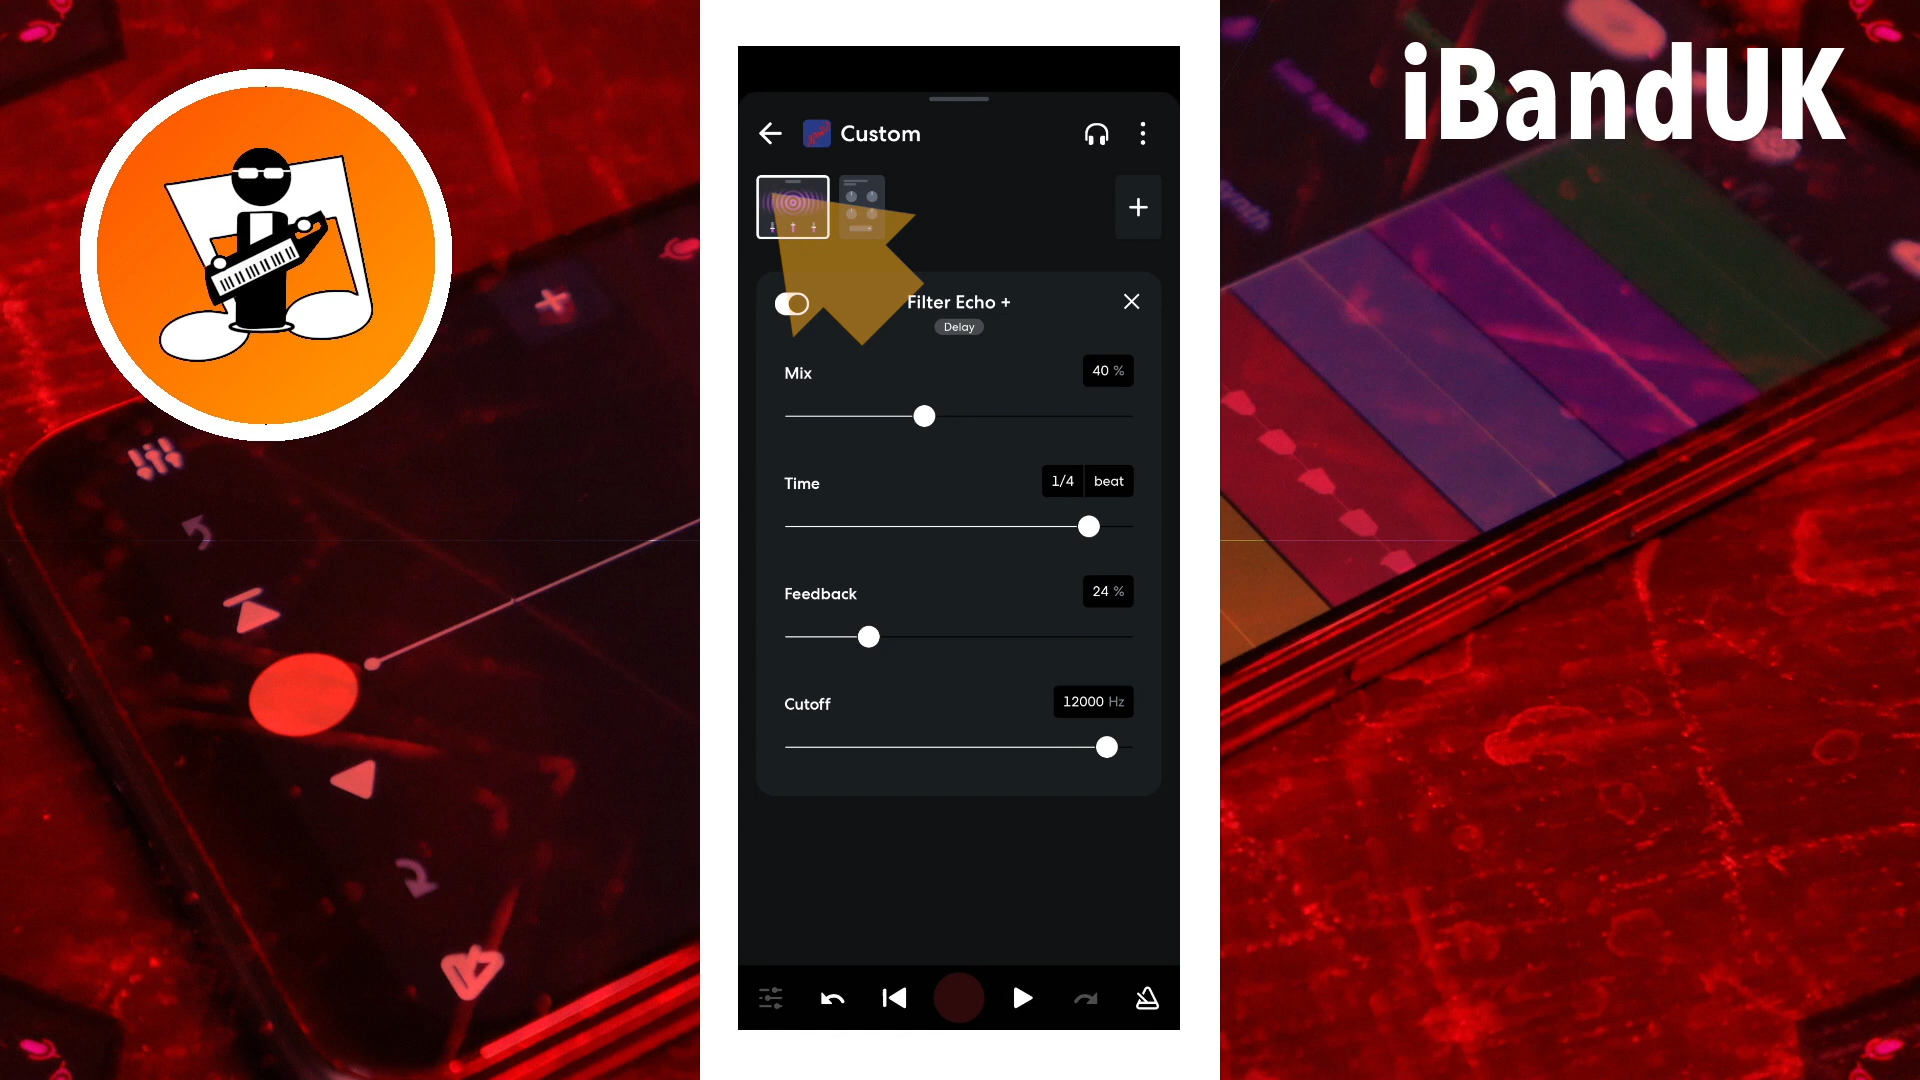 iBandUK
Custom
Filter Echo +
Delay
Mix
40 %
Time
1/4 beat
Feedback
24 %
Cutoff
12000 Hz